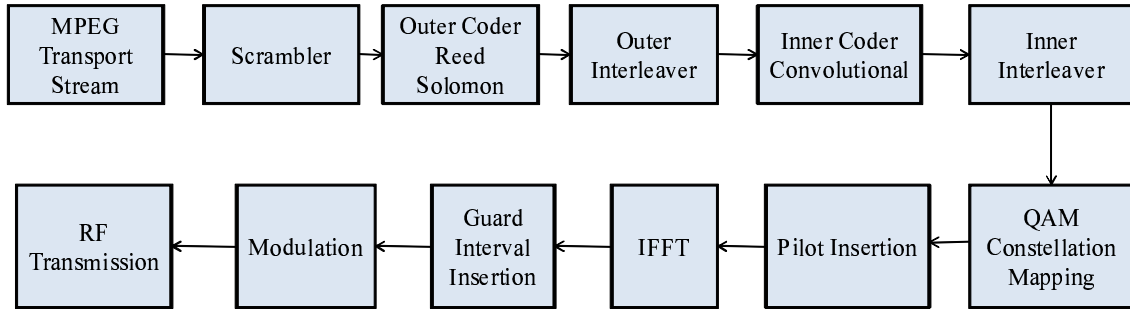 MPEG
Transport
Stream
Scrambler
Outer Coder
Reed
Solomon
Outer
Interleaver
Inner Coder
Convolutional
Inner
Interleaver
QAM
Constellation
Mapping
Pilot Insertion
IFFT
Guard
Interval
Insertion
Modulation
RF
Transmission